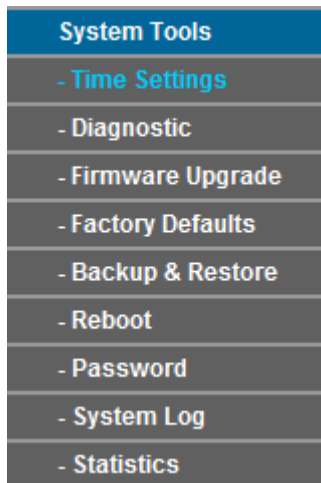 System Tools
- Time Settings
- Diagnostic
- Firmware Upgrade
- Factory Defaults
- Backup & Restore
- Reboot
- Password
- System Log
- Statistics